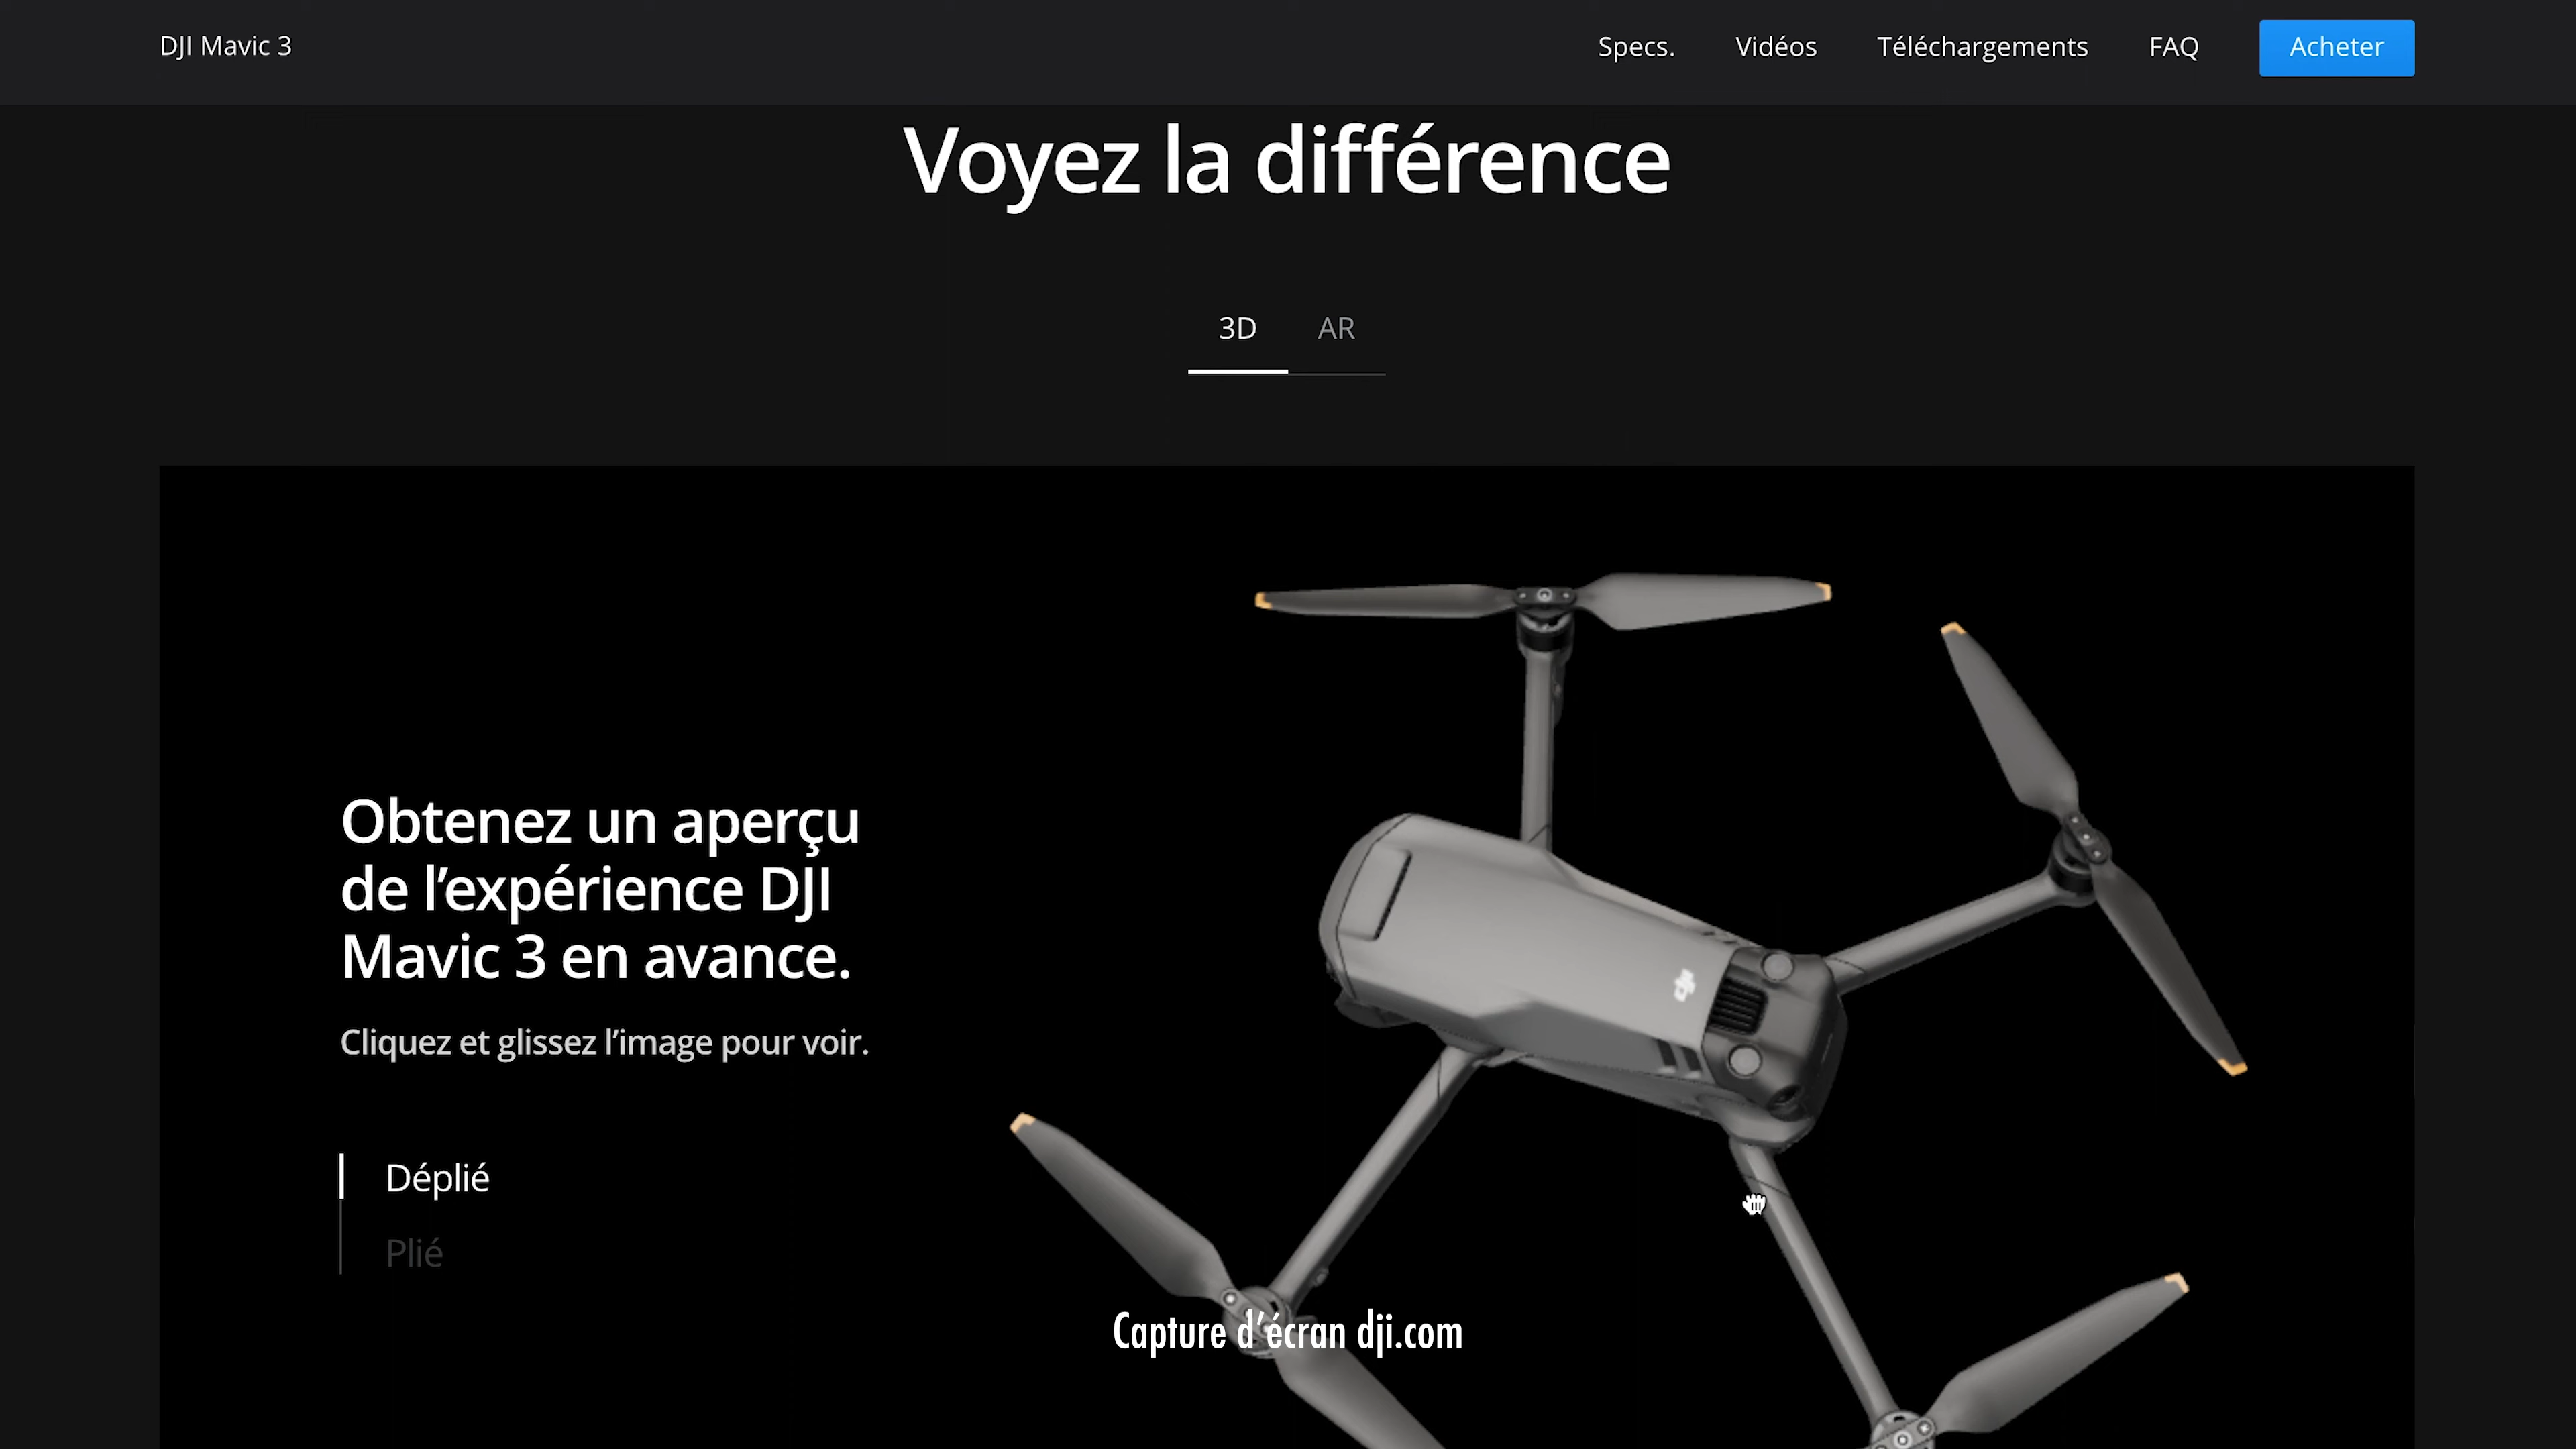 DJI Mavic 3
Specs.
Vidéos
Téléchargements
FAQ
Acheter
Voyez la différence
3D
AR
Obtenez un aperçu
de l’expérience DJI
Mavic 3 en avance.
Cliquez et glissez l’image pour voir.
Déplié
Plié
dji
Capture d’écran dji.com